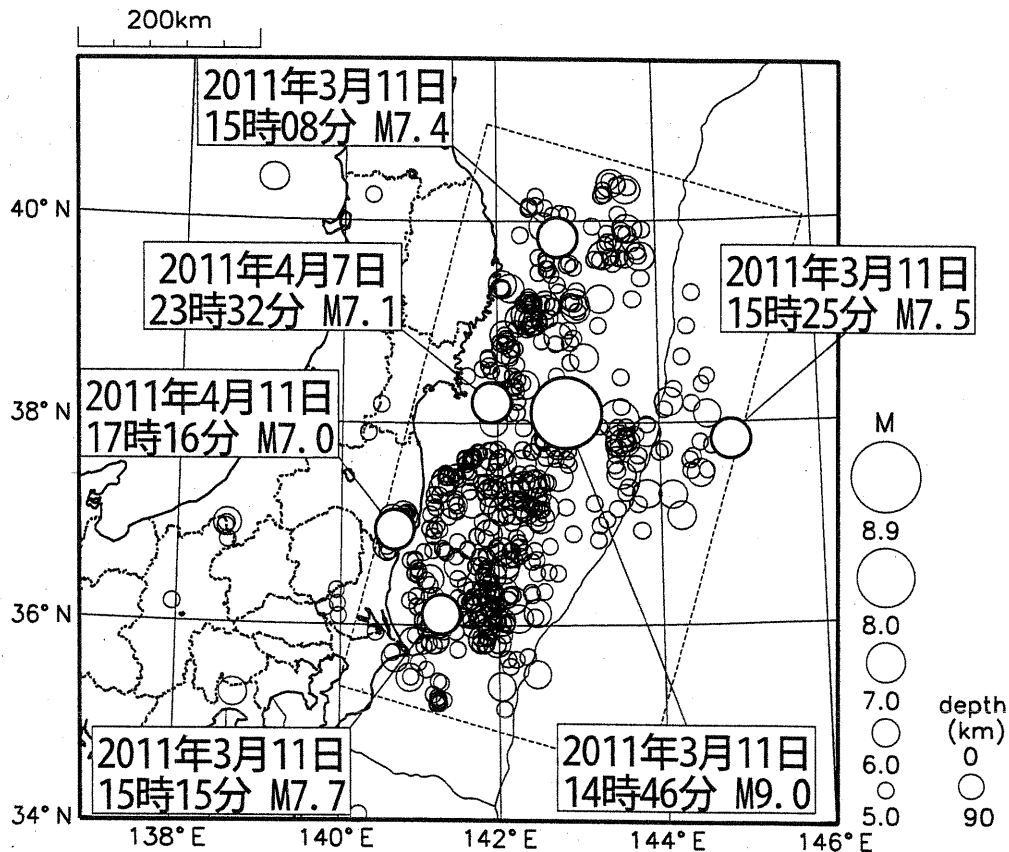 200km
2011年3月11日
15時08分 M7.4
40° N
2011年4月7日
23時32分 M7.1
2011年3月11日
15時25分 M7.5
38° N
2011年4月11日
17時16分 M7.0
M
8.9
8.0
7.0
6.0
5.0
depth
(km)
0
90
36° N
2011年3月11日
15時15分 M7.7
2011年3月11日
14時46分 M9.0
34° N
138° E
140° E
142° E
144° E
146° E